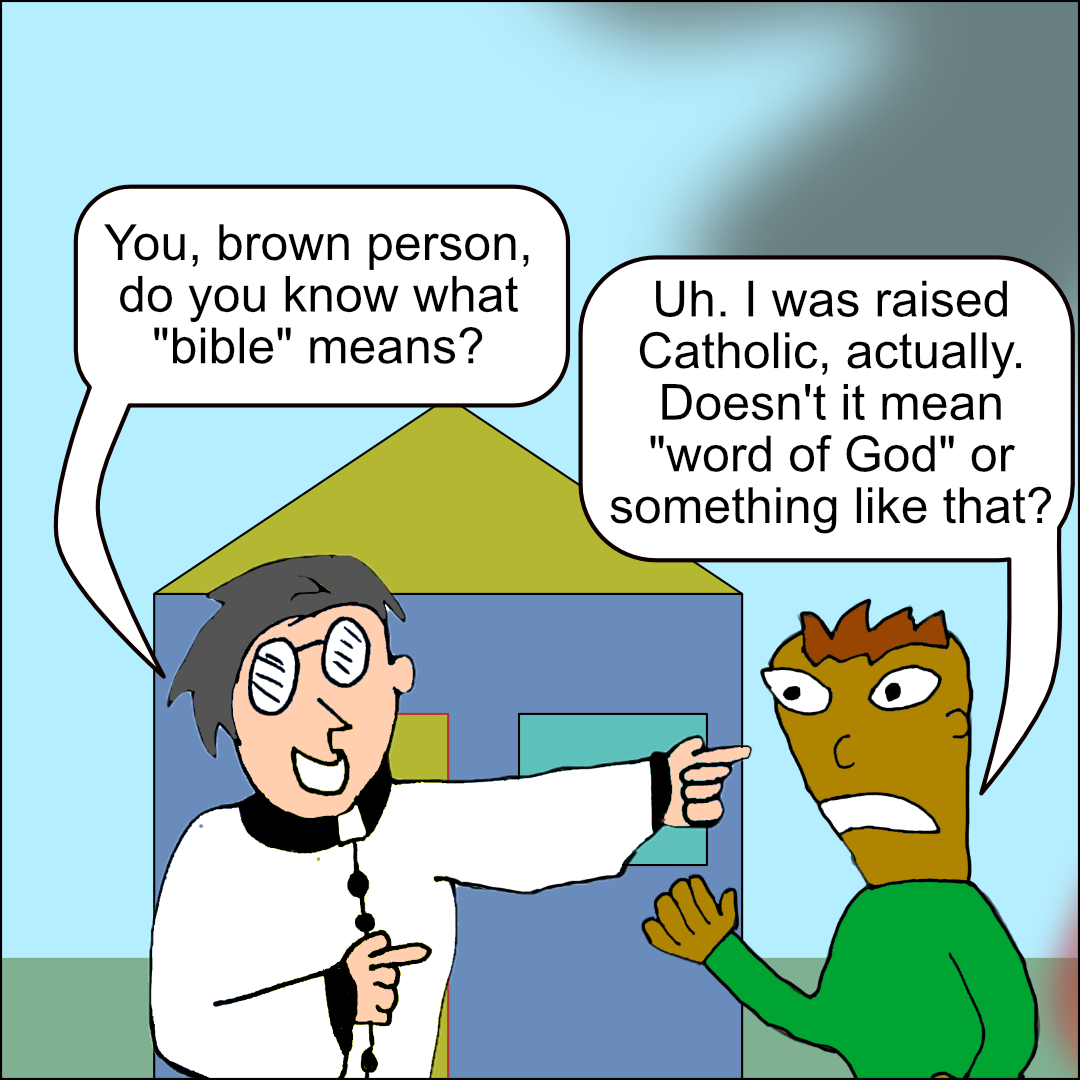 You, brown person,
do you know what
"bible" means?
Uh. I was raised
Catholic, actually.
Doesn't it mean
"word of God" or
something like that?